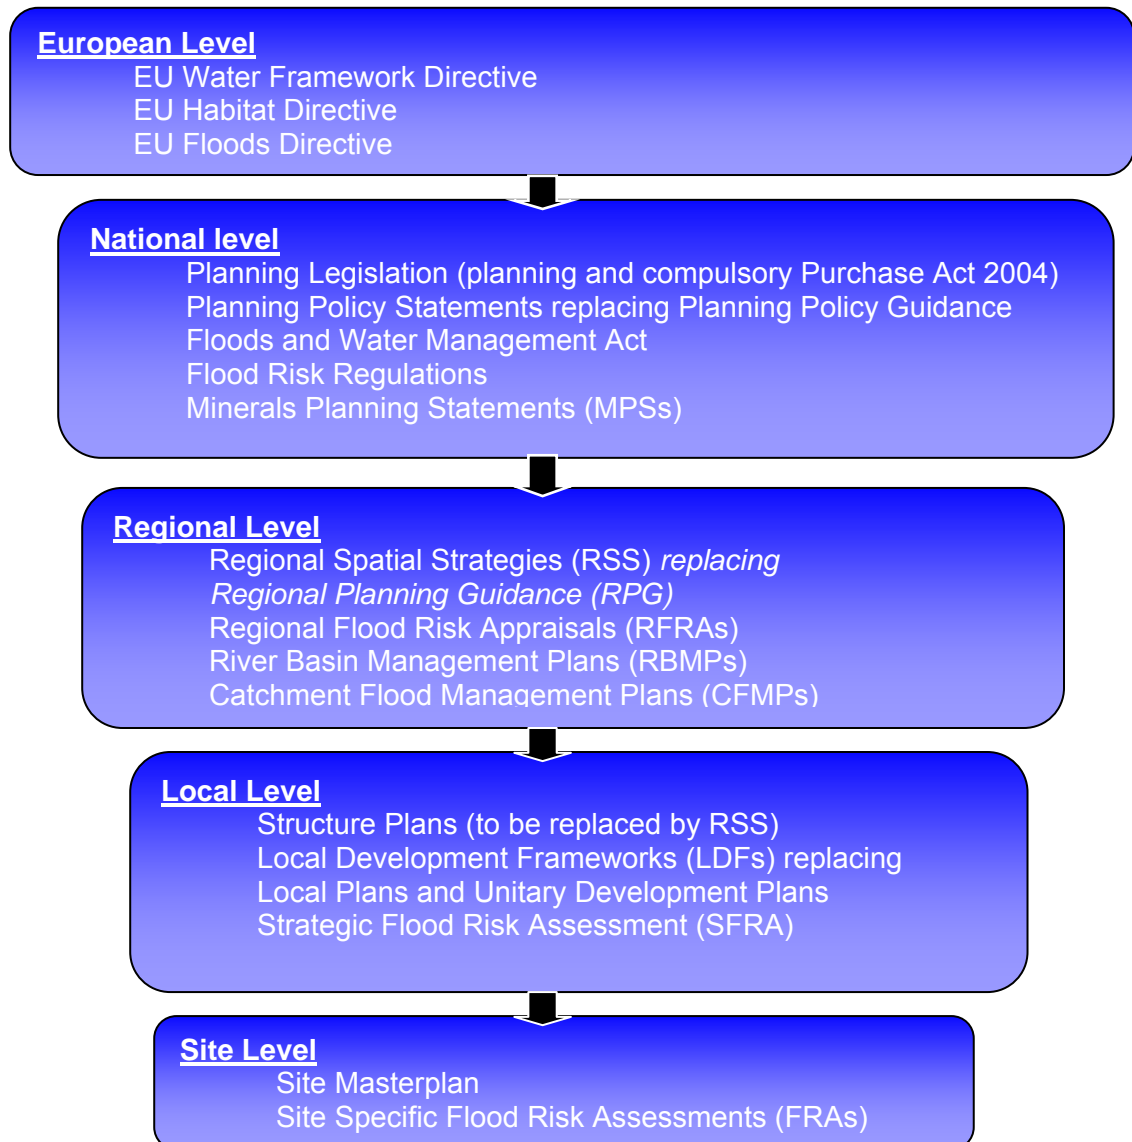 European Level
EU Water Framework Directive
EU Habitat Directive
EU Floods Directive
National level
Planning Legislation (planning and compulsory Purchase Act 2004)
Planning Policy Statements replacing Planning Policy Guidance
Floods and Water Management Act
Flood Risk Regulations
Minerals Planning Statements (MPSs)
Regional Level
Regional Spatial Strategies (RSS) replacing
Regional Planning Guidance (RPG)
Regional Flood Risk Appraisals (RFRAs)
River Basin Management Plans (RBMPs)
Catchment Flood Management Plans (CFMPs)
Local Level
Structure Plans (to be replaced by RSS)
Local Development Frameworks (LDFs) replacing
Local Plans and Unitary Development Plans
Strategic Flood Risk Assessment (SFRA)
Site Level
Site Masterplan
Site Specific Flood Risk Assessments (FRAs)